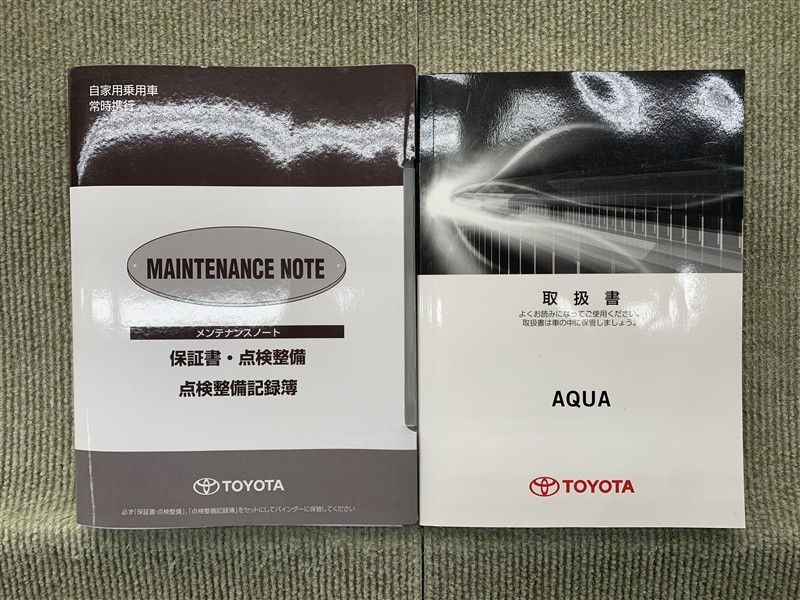 自家用乗用車
常時携行
MAINTENANCE NOTE
メンテナンスノート
保証書・点検整備
点検整備記録簿
TOYOTA
必ず「保証書・点検整備」、「点検整備記録簿」をセットにしてバインダーに保管してください
取扱書
よくお読みになってご使用ください。
取扱書は車の中に保管しましょう。
AQUA
TOYOTA